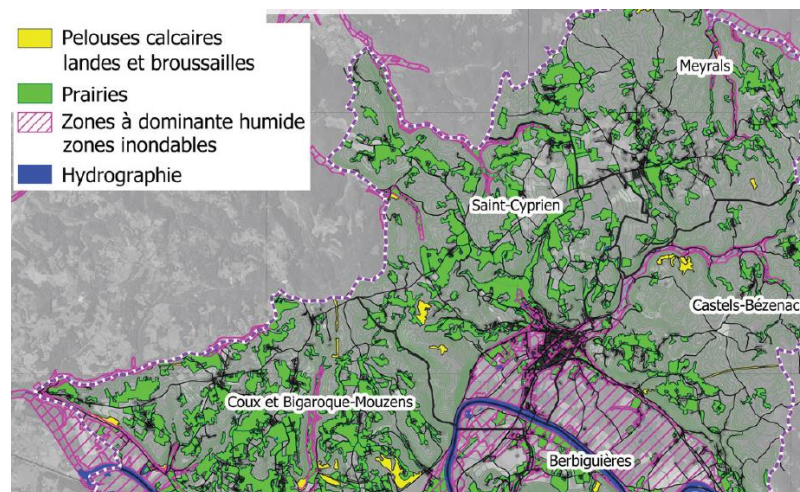 Pelouses calcaires
landes et broussailles
Prairies
Zones à dominante humide
zones inondables
Hydrographie
Meyrals
Saint-Cyprien
Castels-Bézenac
Coux et Bigaroque-Mouzens
Berbiguières